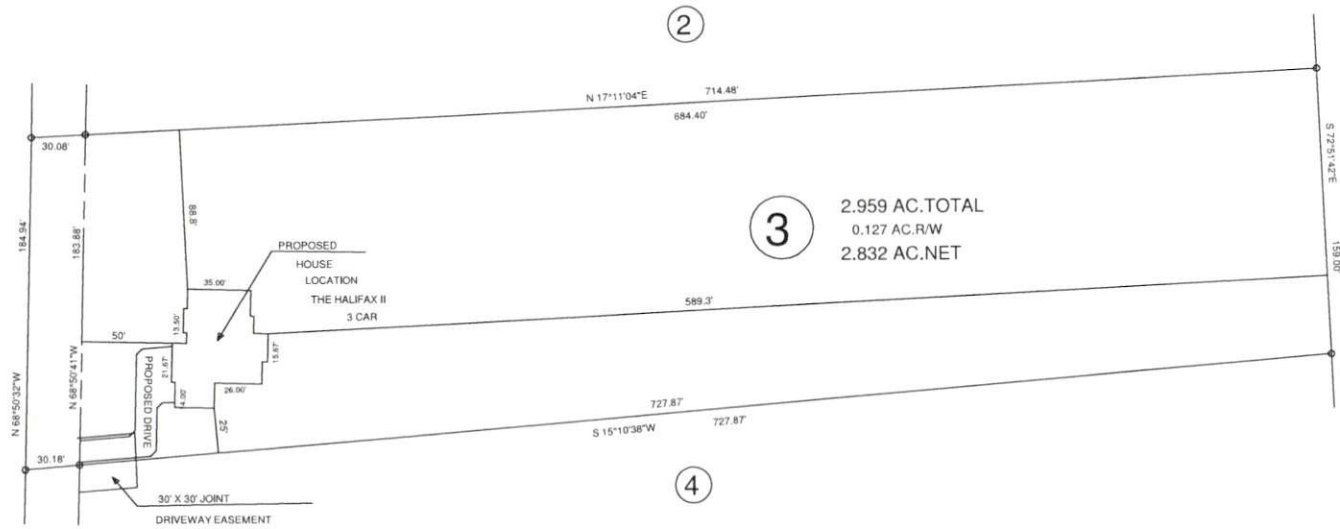 2
N 17°11'04"E 714.48'
684.40'
30.08'
S 72°51'42"E
159.00'
184.94'
183.88'
88.8'
3
2.959 AC.TOTAL
0.127 AC.R/W
2.832 AC.NET
PROPOSED
HOUSE
LOCATION
THE HALIFAX II
3 CAR
35.00'
13.50'
589.3'
50'
15.67'
21.67'
PROPOSED DRIVE
26.00'
4.00'
25'
N 68°50'32"W
N 68°50'41"W
727.87'
S 15°10'38"W 727.87'
30.18'
4
30' X 30' JOINT
DRIVEWAY EASEMENT